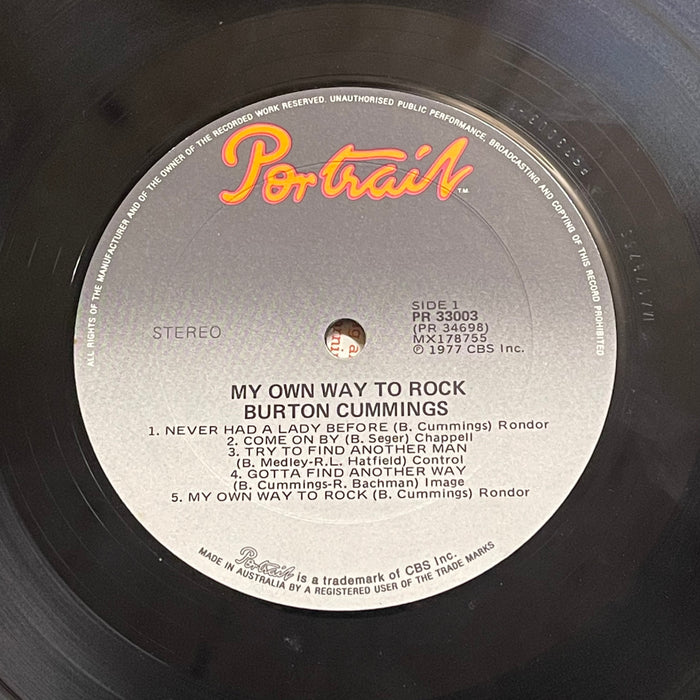 ALL RIGHTS OF THE MANUFACTURER AND OF THE OWNER OF THE RECORDED WORK RESERVED. UNAUTHORISED PUBLIC PERFORMANCE, BROADCASTING AND COPYING OF THIS RECORD PROHIBITED
Portrait TM
SIDE 1
PR 33003
STEREO
(PR 34698)
MX178755
℗ 1977 CBS Inc.
MY OWN WAY TO ROCK
BURTON CUMMINGS
1. NEVER HAD A LADY BEFORE (B. Cummings) Rondor
2. COME ON BY (B. Seger) Chappell
3. TRY TO FIND ANOTHER MAN
(B. Medley-R.L. Hatfield) Control
4. GOTTA FIND ANOTHER WAY
(B. Cummings-R. Bachman) Image
5. MY OWN WAY TO ROCK (B. Cummings) Rondor
Portrait is a trademark of CBS Inc.
MADE IN AUSTRALIA BY A REGISTERED USER OF THE TRADE MARKS